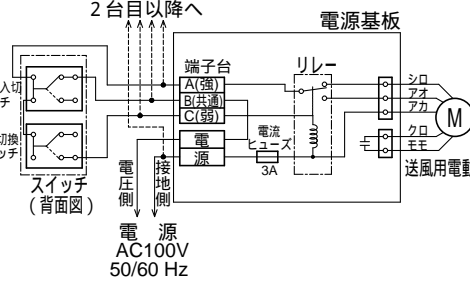 2台目以降へ
電源基板
端子台
リレー
A(強)
B(共通)
C(弱)
電
源
電流
ヒューズ
3A
シロ
アオ
アカ
クロ
モモ
M
送風用電動
入切
チ
切換
ッチ
スイッチ
(背面図)
電圧側
接地側
電 源
AC100V
50/60 Hz